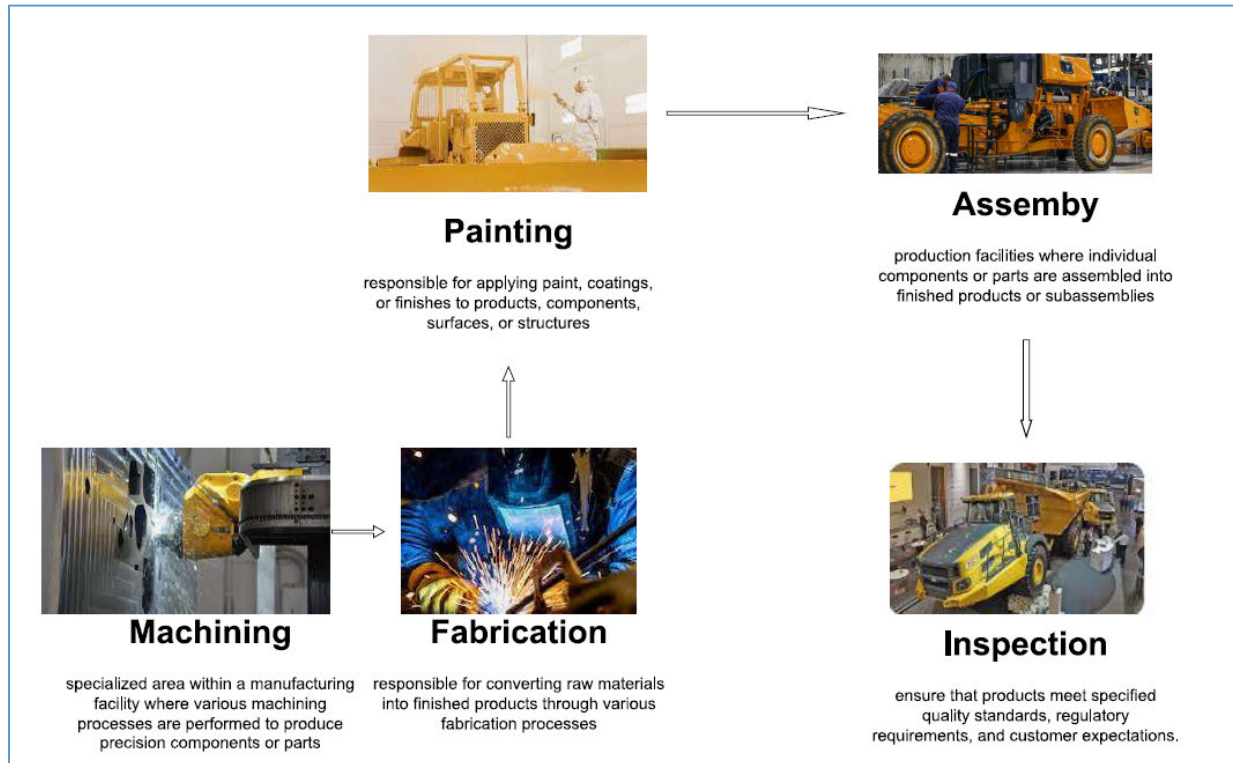 Painting
responsible for applying paint, coatings,
or finishes to products, components,
surfaces, or structures
Assemby
production facilities where individual
components or parts are assembled into
finished products or subassemblies
Machining
specialized area within a manufacturing
facility where various machining
processes are performed to produce
precision components or parts
Fabrication
responsible for converting raw materials
into finished products through various
fabrication processes
Inspection
ensure that products meet specified
quality standards, regulatory
requirements, and customer expectations.